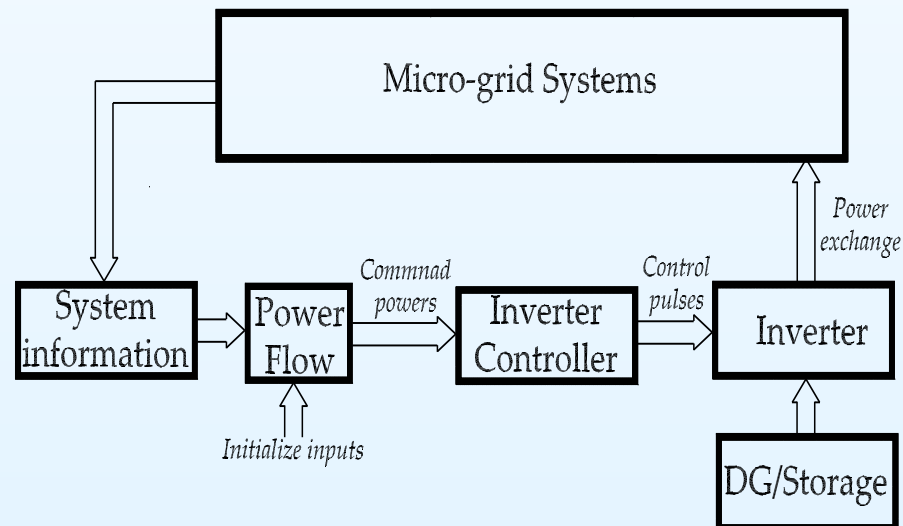 Micro-grid Systems
Power
exchange
System
information
Power
Flow
Commnad
powers
Inverter
Controller
Control
pulses
Inverter
Initialize inputs
DG/Storage